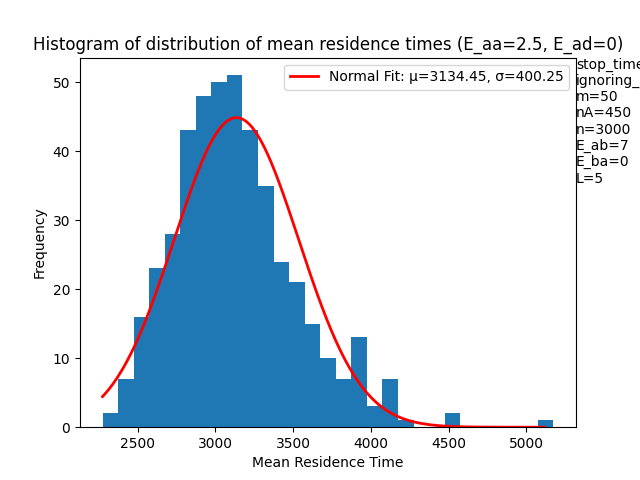 Histogram of distribution of mean residence times (E_aa=2.5, E_ad=0)
Normal Fit: μ=3134.45, σ=400.25
stop_time
ignoring_
m=50
nA=450
n=3000
E_ab=7
E_ba=0
L=5
Frequency
50
40
30
20
10
0
2500 3000 3500 4000 4500 5000
Mean Residence Time